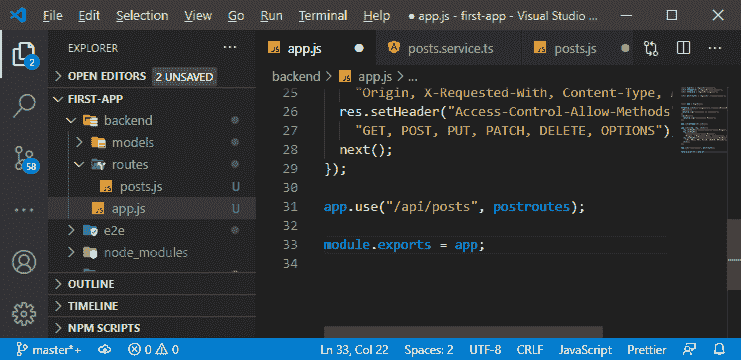 File Edit Selection View Go Run Terminal Help app.js - first-app - Visual Studio ...
EXPLORER
OPEN EDITORS 2 UNSAVED
FIRST-APP
backend
models
routes
posts.js U
app.js U
e2e
node_modules
OUTLINE
TIMELINE
NPM SCRIPTS
2
58
app.js posts.service.ts posts.js
backend > app.js > ...
25 "Origin, X-Requested-With, Content-Type,
26 res.setHeader("Access-Control-Allow-Methods
27 "GET, POST, PUT, PATCH, DELETE, OPTIONS")
28 next();
29 });
30
31 app.use("/api/posts", postroutes);
32
33 module.exports = app;
34
master*+ 0 0 Ln 33, Col 22 Spaces: 2 UTF-8 CRLF JavaScript Prettier